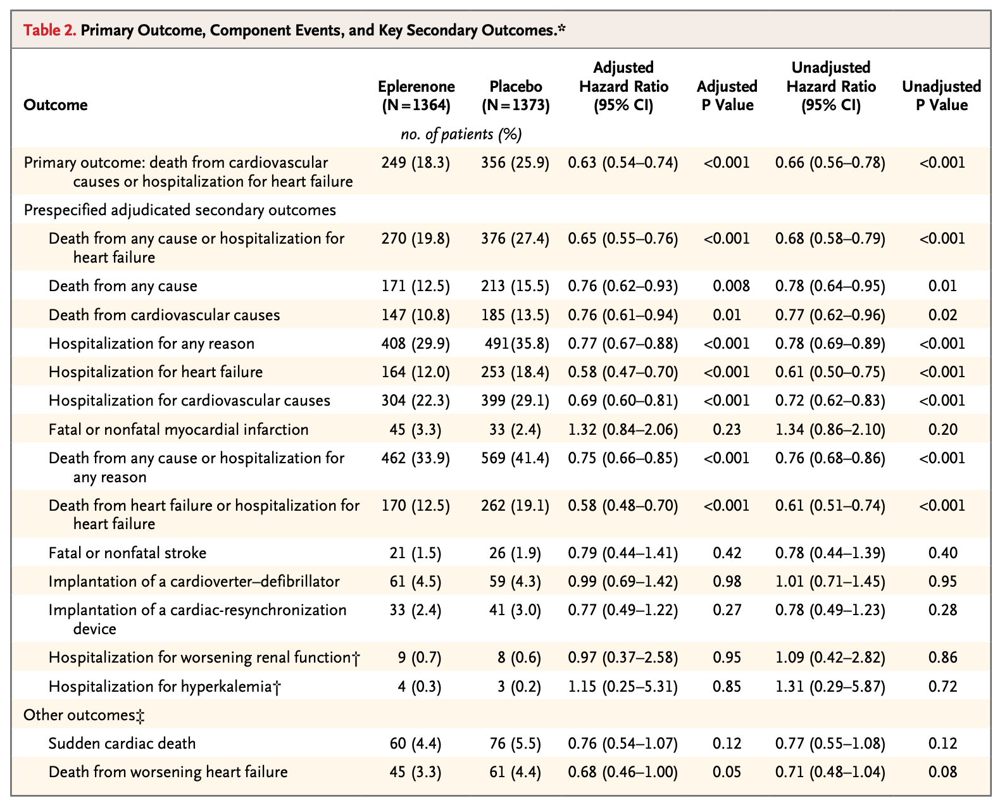 Table 2. Primary Outcome, Component Events, and Key Secondary Outcomes.*
Outcome Eplerenone (N=1364) Placebo (N=1373) Adjusted Hazard Ratio (95% CI) Adjusted P Value Unadjusted Hazard Ratio (95% CI) Unadjusted P Value
no. of patients (%)
Primary outcome: death from cardiovascular causes or hospitalization for heart failure 249 (18.3) 356 (25.9) 0.63 (0.54–0.74) <0.001 0.66 (0.56–0.78) <0.001
Prespecified adjudicated secondary outcomes
Death from any cause or hospitalization for heart failure 270 (19.8) 376 (27.4) 0.65 (0.55–0.76) <0.001 0.68 (0.58–0.79) <0.001
Death from any cause 171 (12.5) 213 (15.5) 0.76 (0.62–0.93) 0.008 0.78 (0.64–0.95) 0.01
Death from cardiovascular causes 147 (10.8) 185 (13.5) 0.76 (0.61–0.94) 0.01 0.77 (0.62–0.96) 0.02
Hospitalization for any reason 408 (29.9) 491(35.8) 0.77 (0.67–0.88) <0.001 0.78 (0.69–0.89) <0.001
Hospitalization for heart failure 164 (12.0) 253 (18.4) 0.58 (0.47–0.70) <0.001 0.61 (0.50–0.75) <0.001
Hospitalization for cardiovascular causes 304 (22.3) 399 (29.1) 0.69 (0.60–0.81) <0.001 0.72 (0.62–0.83) <0.001
Fatal or nonfatal myocardial infarction 45 (3.3) 33 (2.4) 1.32 (0.84–2.06) 0.23 1.34 (0.86–2.10) 0.20
Death from any cause or hospitalization for any reason 462 (33.9) 569 (41.4) 0.75 (0.66–0.85) <0.001 0.76 (0.68–0.86) <0.001
Death from heart failure or hospitalization for heart failure 170 (12.5) 262 (19.1) 0.58 (0.48–0.70) <0.001 0.61 (0.51–0.74) <0.001
Fatal or nonfatal stroke 21 (1.5) 26 (1.9) 0.79 (0.44–1.41) 0.42 0.78 (0.44–1.39) 0.40
Implantation of a cardioverter–defibrillator 61 (4.5) 59 (4.3) 0.99 (0.69–1.42) 0.98 1.01 (0.71–1.45) 0.95
Implantation of a cardiac-resynchronization device 33 (2.4) 41 (3.0) 0.77 (0.49–1.22) 0.27 0.78 (0.49–1.23) 0.28
Hospitalization for worsening renal function† 9 (0.7) 8 (0.6) 0.97 (0.37–2.58) 0.95 1.09 (0.42–2.82) 0.86
Hospitalization for hyperkalemia† 4 (0.3) 3 (0.2) 1.15 (0.25–5.31) 0.85 1.31 (0.29–5.87) 0.72
Other outcomes‡
Sudden cardiac death 60 (4.4) 76 (5.5) 0.76 (0.54–1.07) 0.12 0.77 (0.55–1.08) 0.12
Death from worsening heart failure 45 (3.3) 61 (4.4) 0.68 (0.46–1.00) 0.05 0.71 (0.48–1.04) 0.08